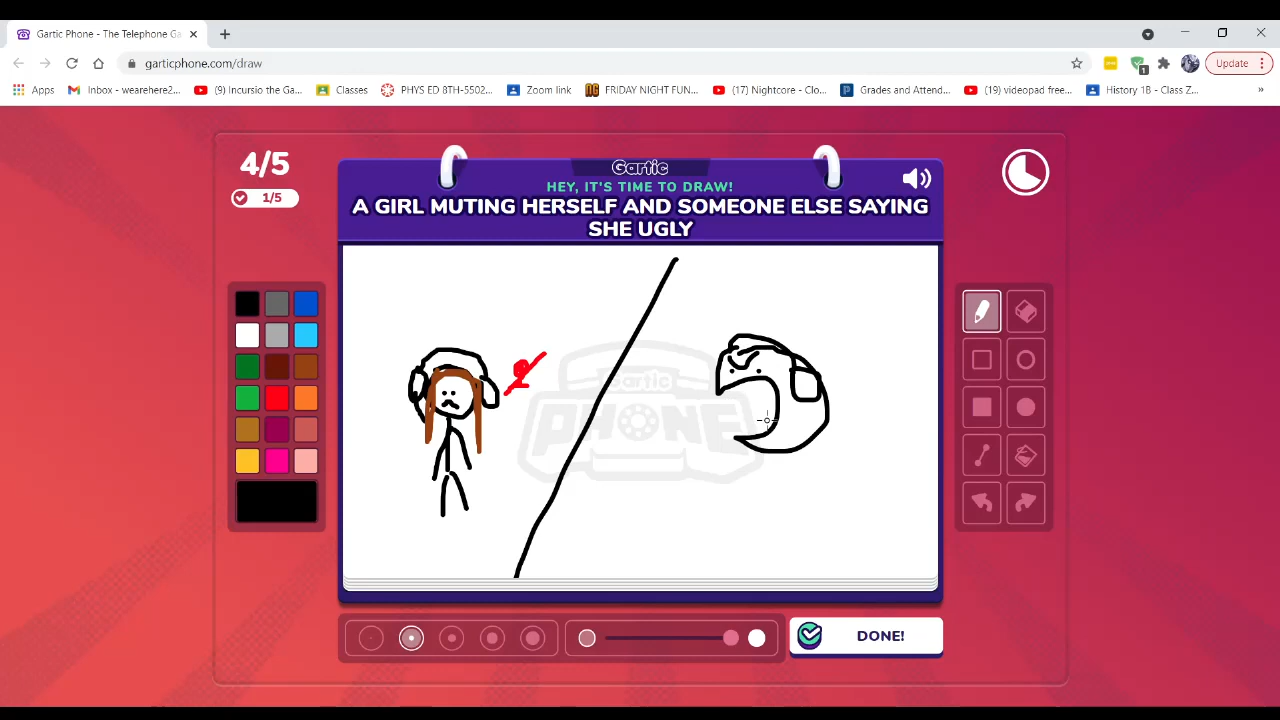 Gartic Phone - The Telephone Ga
garticphone.com/draw
Update
Apps
Inbox - weansnere2...
(9) Incursio the Ga...
Classes
PHYS ED 8TH-5502...
Zoom link
FRIDAY NIGHT FUN...
(17) Nightcore - Clo...
Grades and Attend...
(19) videopad free...
History 1B - Class Z...
»
4/5
1/5
Gartic
HEY, IT'S TIME TO DRAW!
A GIRL MUTING HERSELF AND SOMEONE ELSE SAYING
SHE UGLY
Gartic
PHONE
DONE!